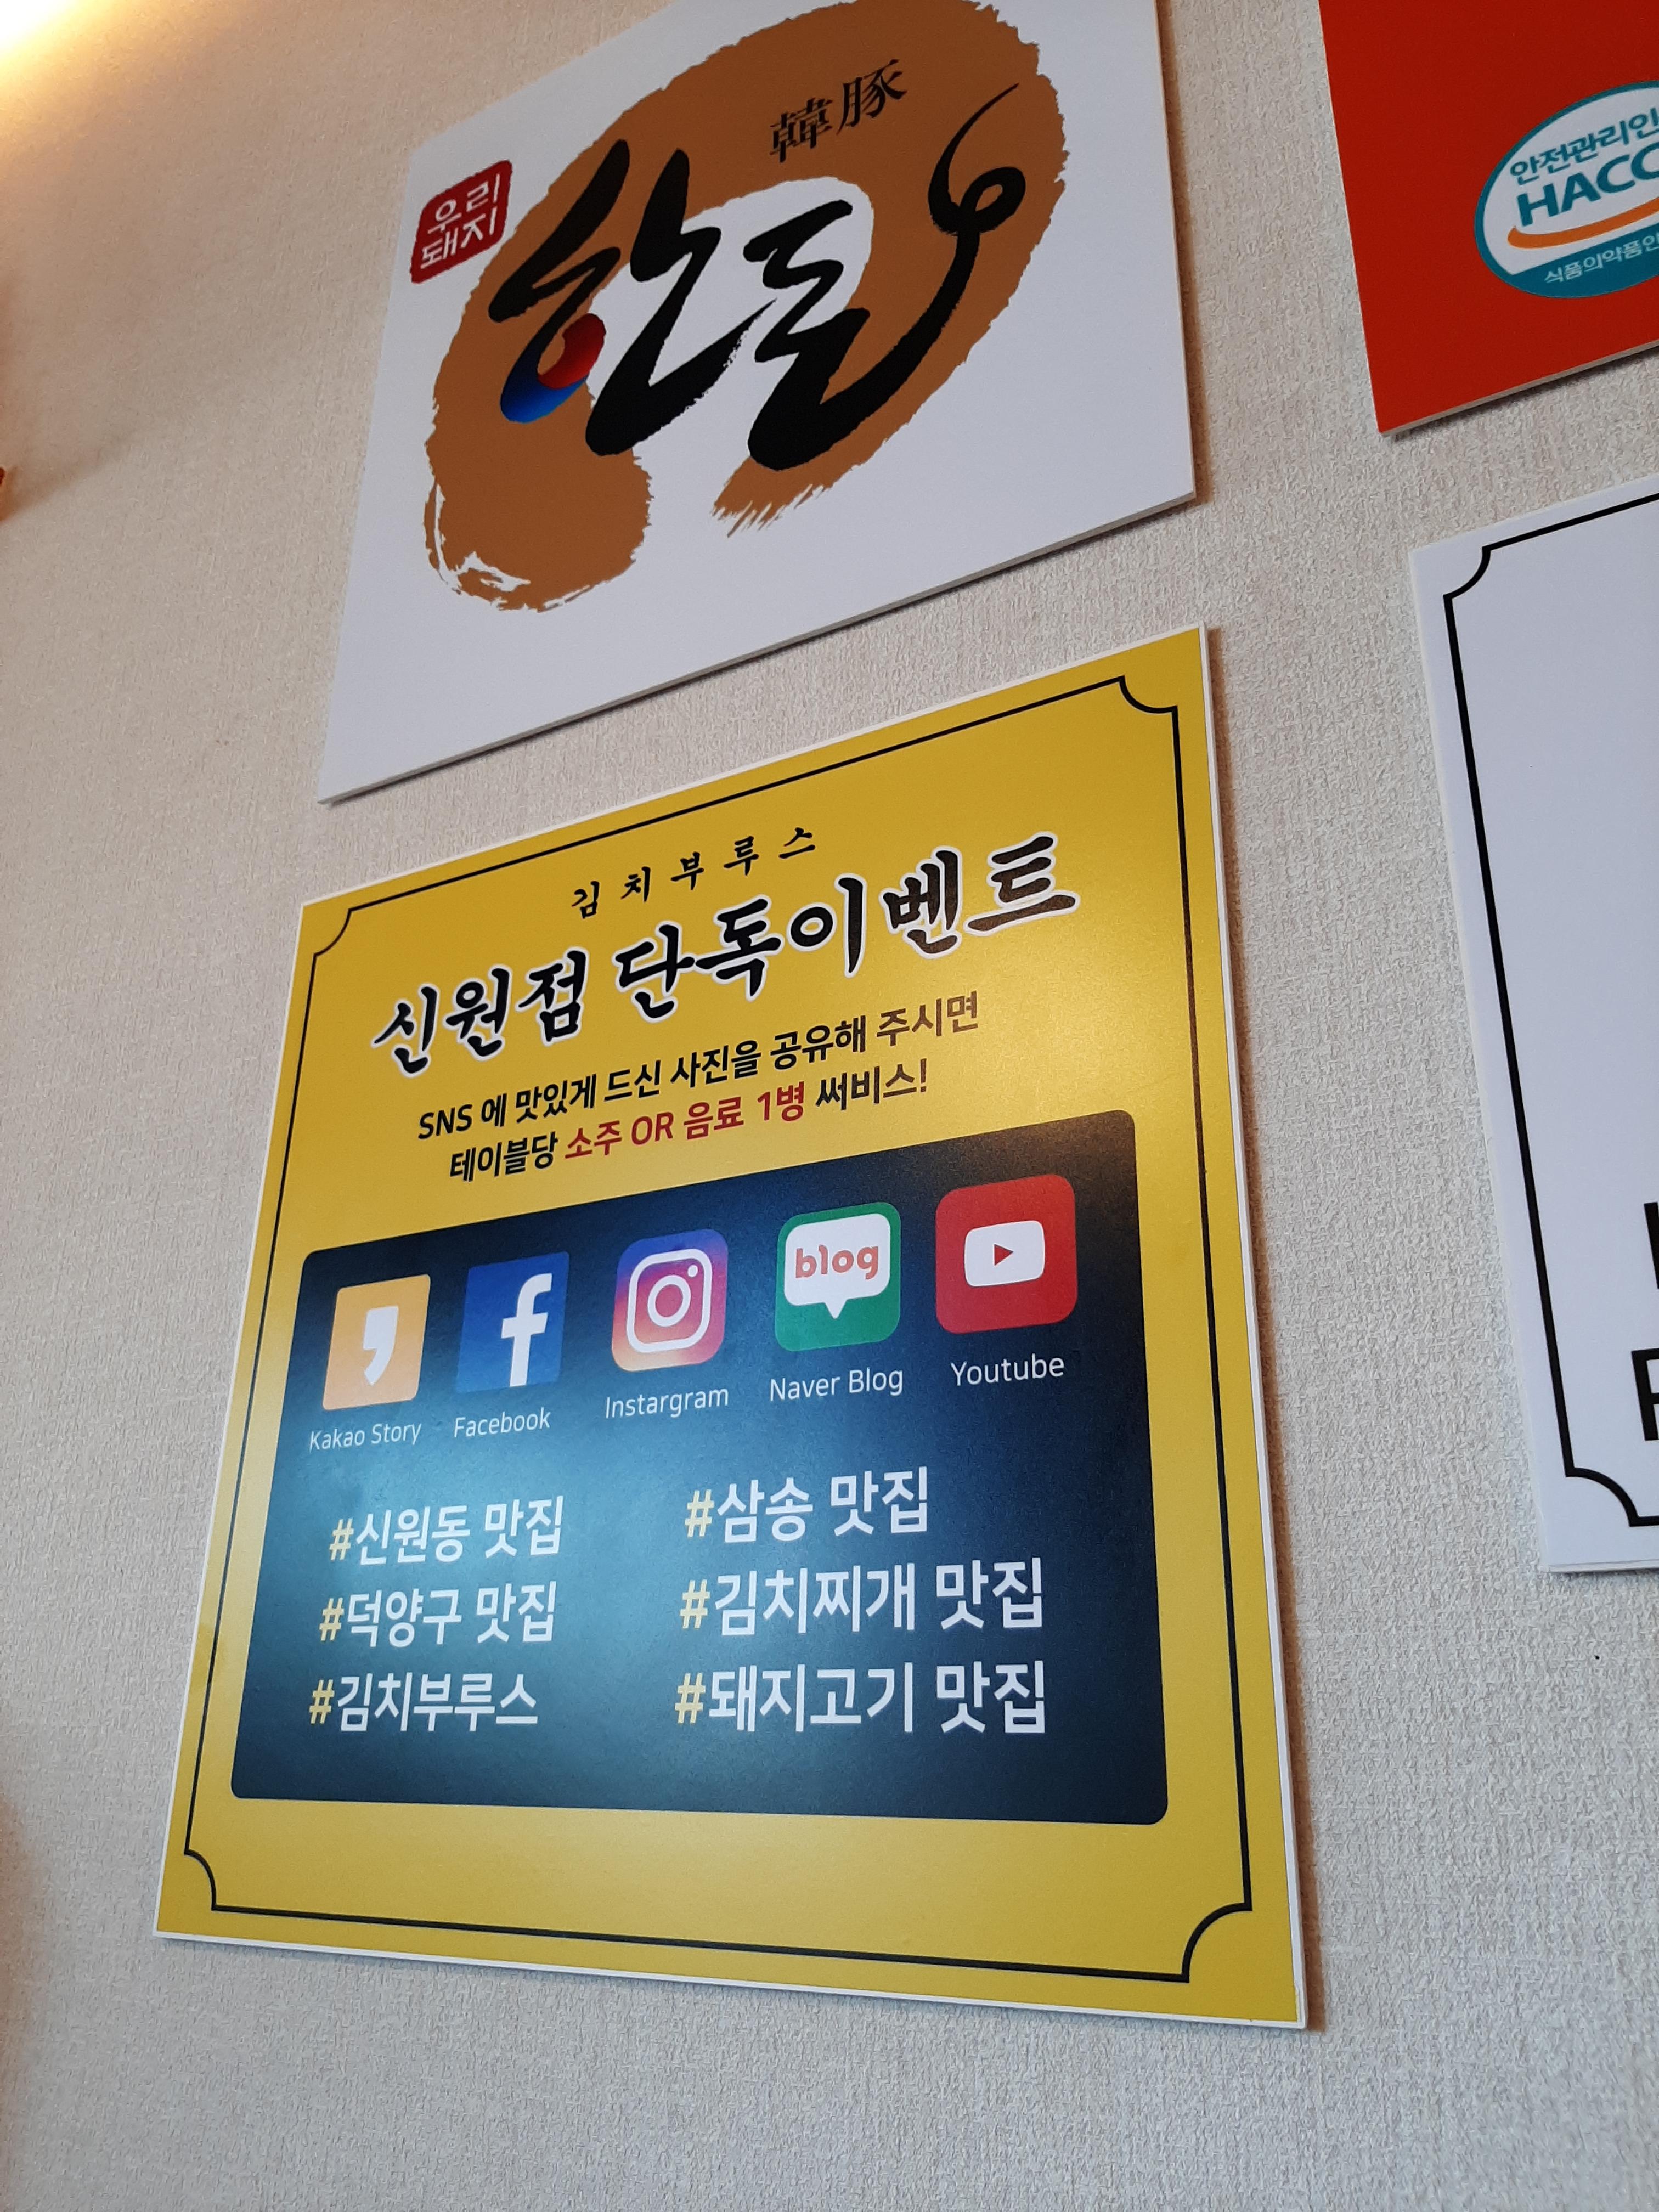 韓豚
우리
돼지
한돈
안전관리인
HACC
식품의약품안
김치부루스
신원점 단독이벤트
SNS 에 맛있게 드신 사진을 공유해 주시면
테이블당 소주 OR 음료 1병 써비스!
blog
Kakao Story Facebook Instargram Naver Blog Youtube
#신원동 맛집 #삼송 맛집
#덕양구 맛집 #김치찌개 맛집
#김치부루스 #돼지고기 맛집